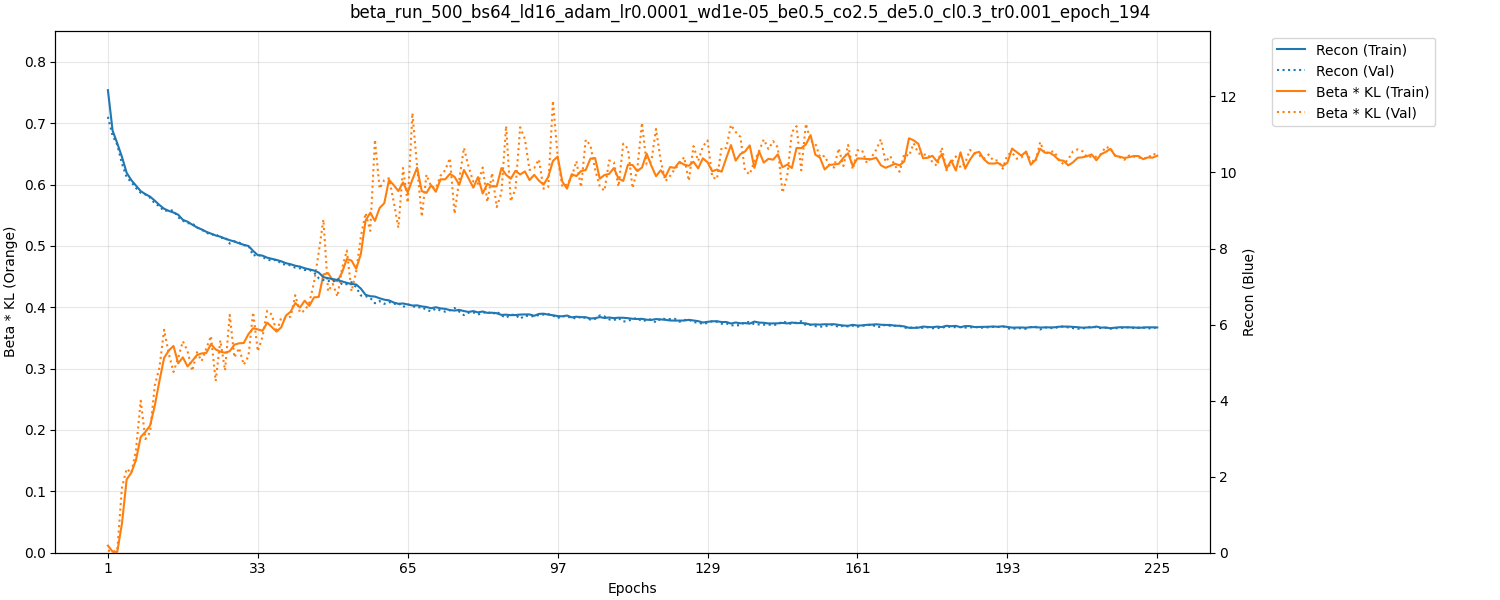 beta_run_500_bs64_ld16_adam_lr0.0001_wd1e-05_be0.5_co2.5_de5.0_cl0.3_tr0.001_epoch_194
Recon (Train)
Recon (Val)
Beta * KL (Train)
Beta * KL (Val)
Beta * KL (Orange)
0.8
0.7
0.6
0.5
0.4
0.3
0.2
0.1
0.0
12
10
8
6
4
2
0
Recon (Blue)
1 33 65 97 129 161 193 225
Epochs